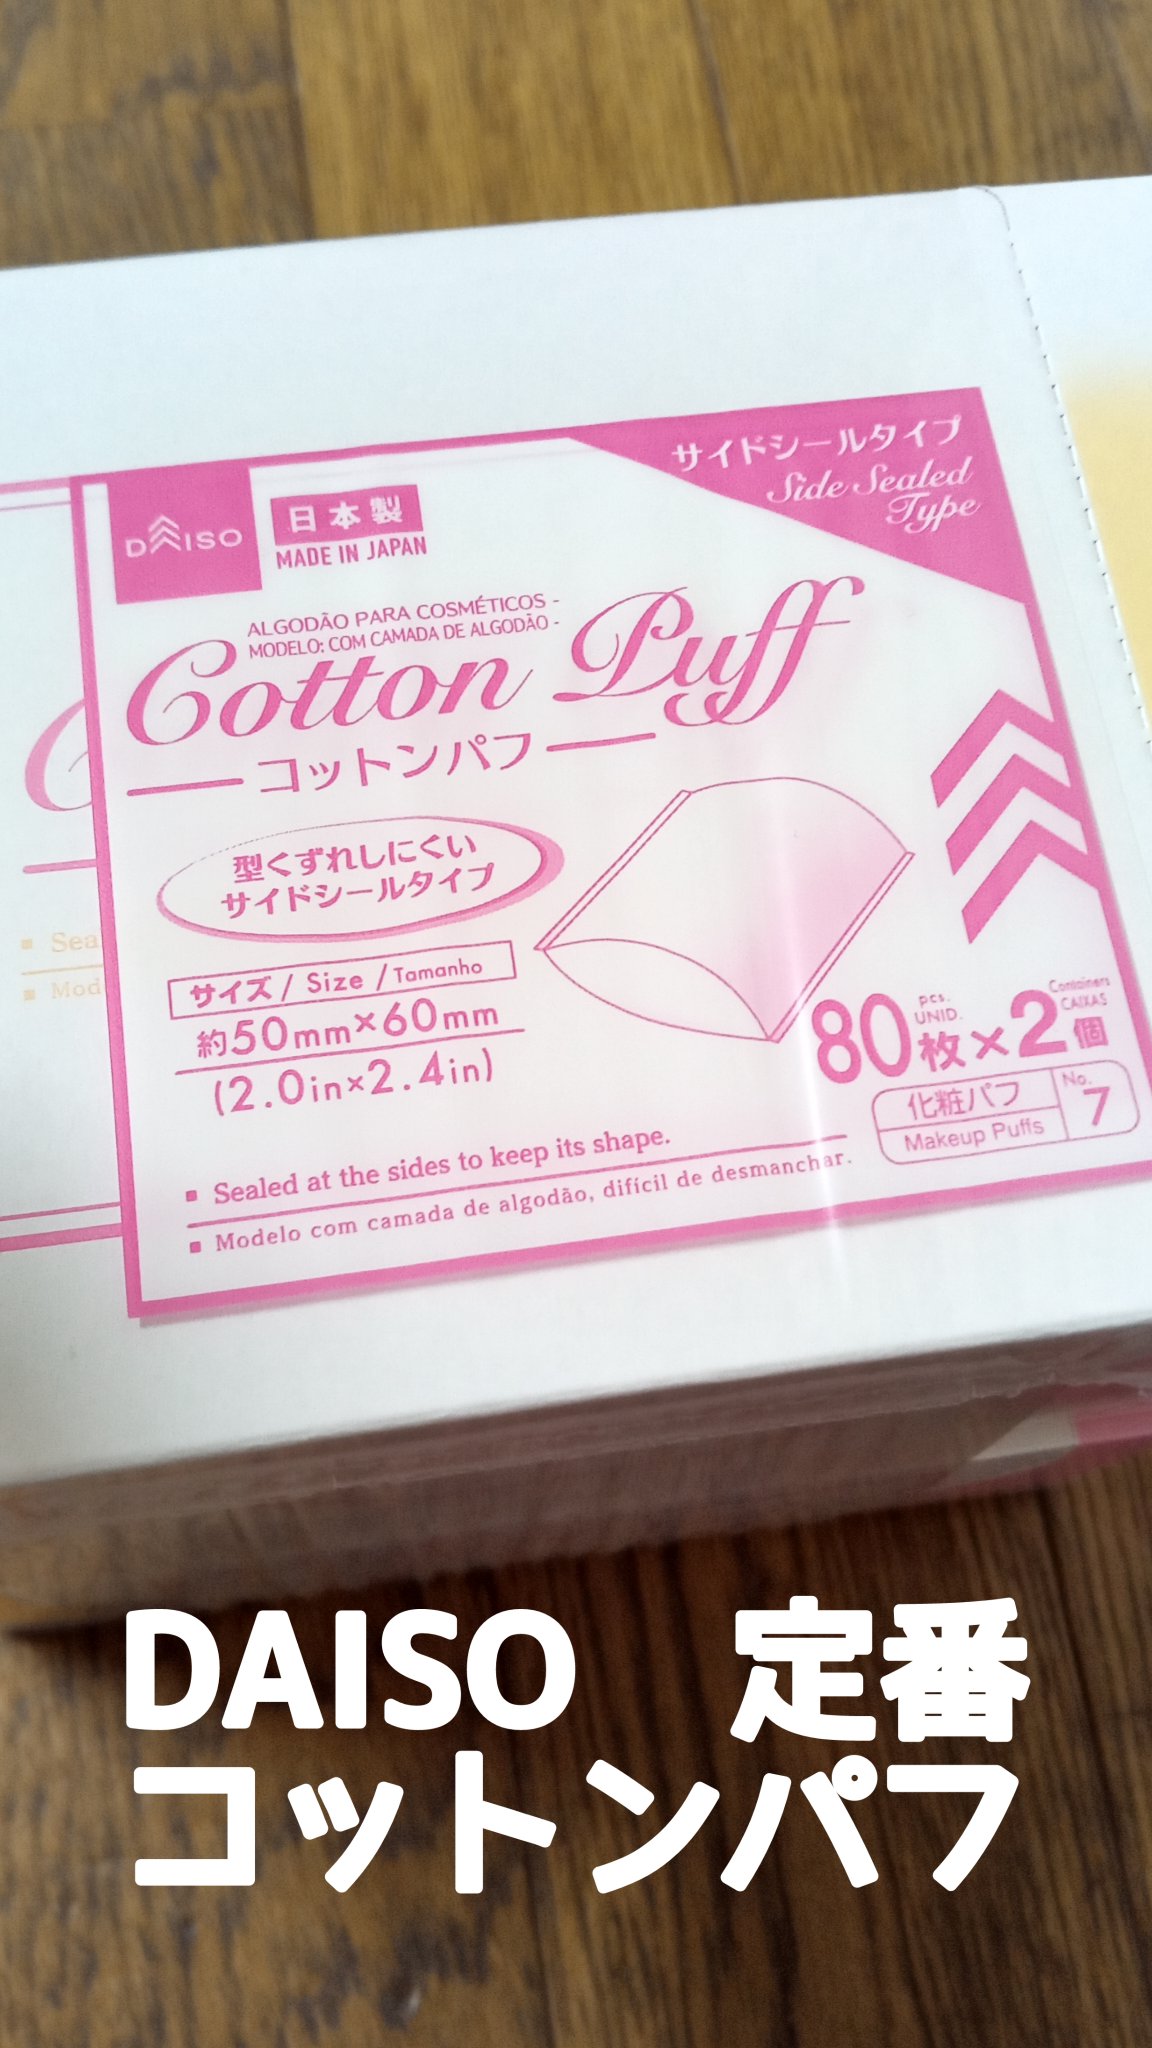 サイドシールタイプ
Side Sealed
Type
DAISO
日本製
MADE IN JAPAN
ALGODÃO PARA COSMÉTICOS -
MODELO: COM CAMADA DE ALGODÃO -
Cotton Puff
コットンパフ
型くずれしにくい
サイドシールタイプ
サイズ / Size / Tamanho
約50mm×60mm
(2.0in×2.4in)
80 pcs. UNID. 枚×2 Containers CAIXAS 個
化粧パフ
Makeup Puffs
No.
7
▪ Sealed at the sides to keep its shape.
▪ Modelo com camada de algodão, difícil de desmanchar.
C
▪ Sea
▪ Mod
DAISO 定番
コットンパフ